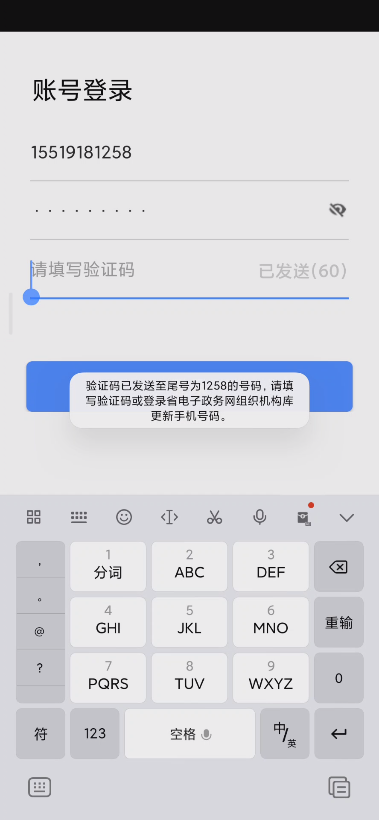 账号登录
15519181258
·········
请填写验证码 已发送(60)
验证码已发送至尾号为1258的号码，请填
写验证码或登录省电子政务网组织机构库
更新手机号码。
， 1 2 3
分词 ABC DEF
。 4 5 6 重输
@ GHI JKL MNO
? 7 8 9 0
PQRS TUV WXYZ
符 123 空格 中/英